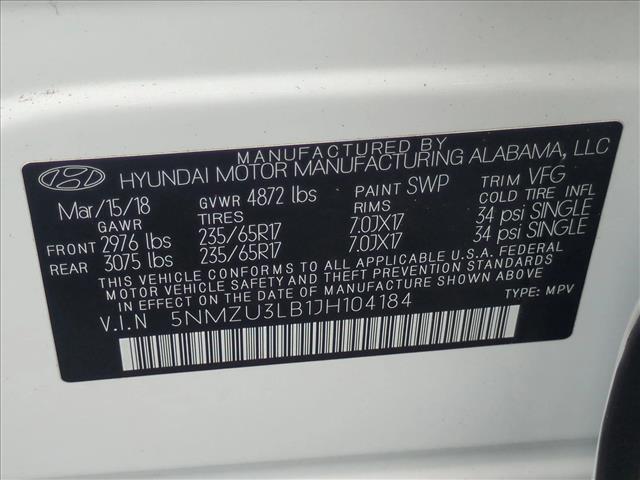 MANUFACTURED BY
HYUNDAI MOTOR MANUFACTURING ALABAMA, LLC
Mar/15/18 GVWR 4872 lbs PAINT SWP TRIM VFG
GAWR TIRES RIMS COLD TIRE INFL
FRONT 2976 lbs 235/65R17 7.0JX17 34 psi SINGLE
REAR 3075 lbs 235/65R17 7.0JX17 34 psi SINGLE
THIS VEHICLE CONFORMS TO ALL APPLICABLE U.S.A. FEDERAL
MOTOR VEHICLE SAFETY AND THEFT PREVENTION STANDARDS
IN EFFECT ON THE DATE OF MANUFACTURE SHOWN ABOVE.
V.I.N 5NMZU3LB1JH104184 TYPE: MPV